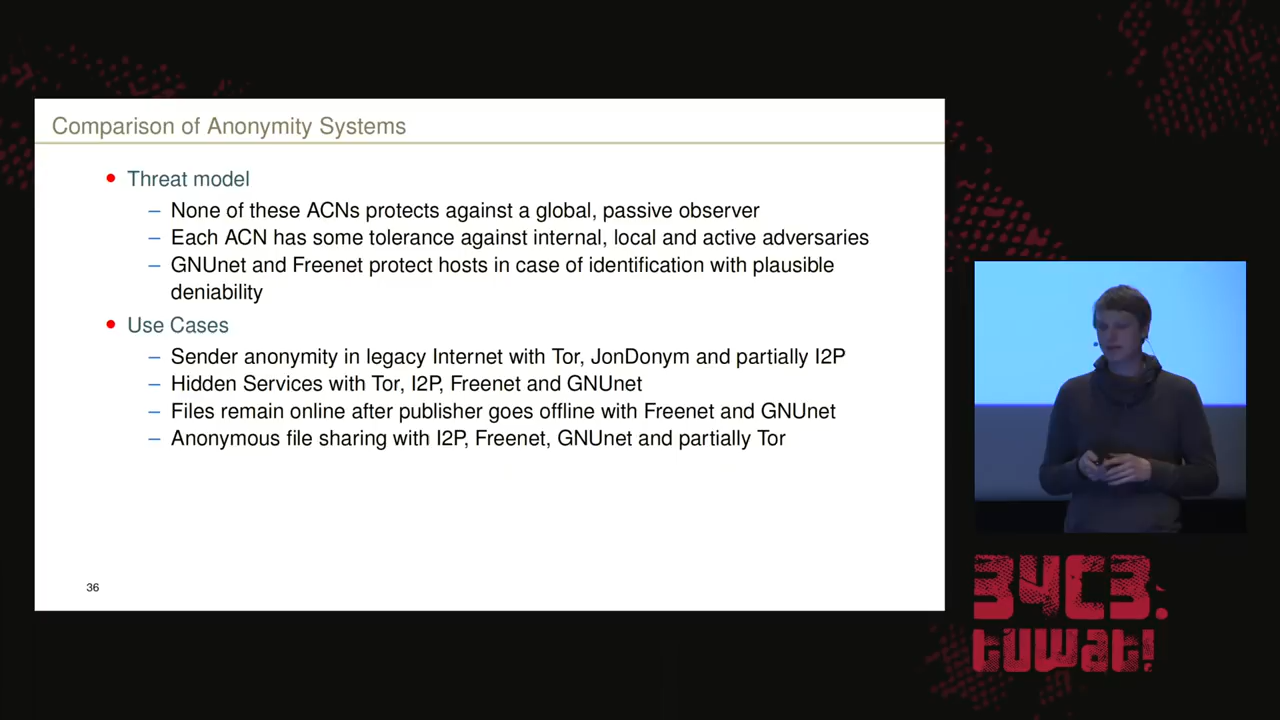 Comparison of Anonymity Systems
• Threat model
– None of these ACNs protects against a global, passive observer
– Each ACN has some tolerance against internal, local and active adversaries
– GNUnet and Freenet protect hosts in case of identification with plausible
deniability
• Use Cases
– Sender anonymity in legacy Internet with Tor, JonDonym and partially I2P
– Hidden Services with Tor, I2P, Freenet and GNUnet
– Files remain online after publisher goes offline with Freenet and GNUnet
– Anonymous file sharing with I2P, Freenet, GNUnet and partially Tor
36
34C3.
tuwat!